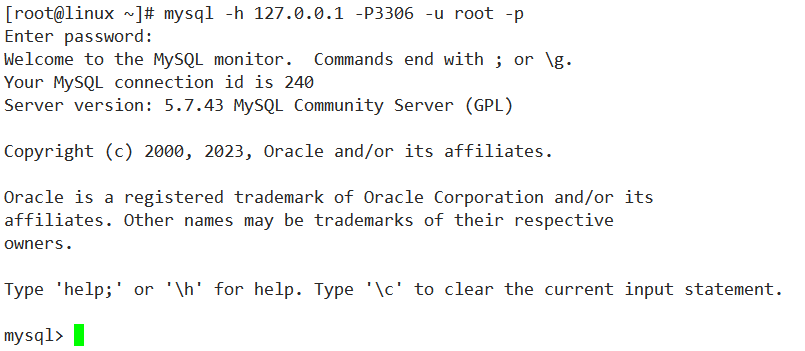 [root@linux ~]# mysql -h 127.0.0.1 -P3306 -u root -p
Enter password:
Welcome to the MySQL monitor.  Commands end with ; or \g.
Your MySQL connection id is 240
Server version: 5.7.43 MySQL Community Server (GPL)
Copyright (c) 2000, 2023, Oracle and/or its affiliates.
Oracle is a registered trademark of Oracle Corporation and/or its
affiliates. Other names may be trademarks of their respective
owners.
Type 'help;' or '\h' for help. Type '\c' to clear the current input statement.
mysql>